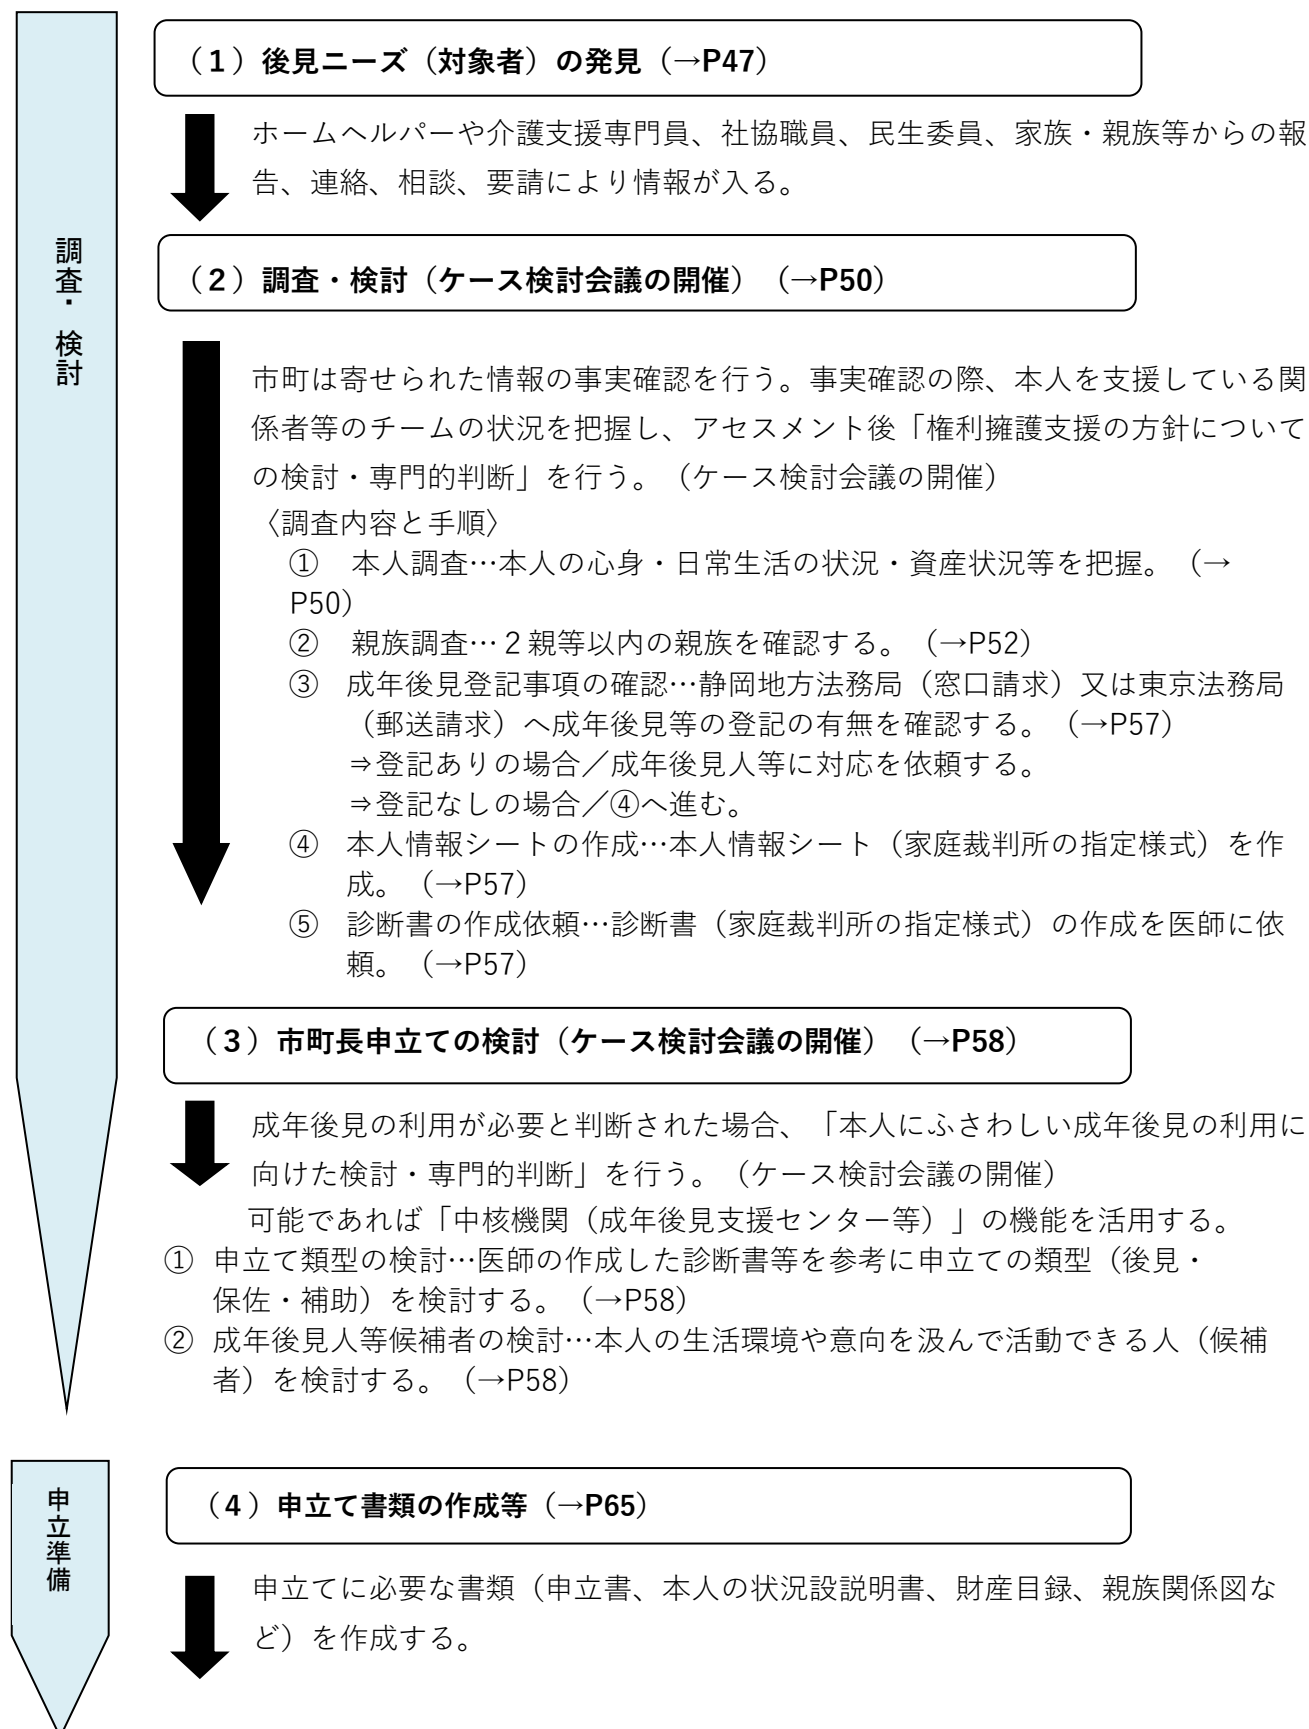 （１）後見ニーズ（対象者）の発見（→P47）
ホームヘルパーや介護支援専門員、社協職員、民生委員、家族・親族等からの報
告、連絡、相談、要請により情報が入る。
調査・検討
（２）調査・検討（ケース検討会議の開催）（→P50）
市町は寄せられた情報の事実確認を行う。事実確認の際、本人を支援している関
係者等のチームの状況を把握し、アセスメント後「権利擁護支援の方針について
の検討・専門的判断」を行う。（ケース検討会議の開催）
〈調査内容と手順〉
①　本人調査…本人の心身・日常生活の状況・資産状況等を把握。（→
P50）
②　親族調査…２親等以内の親族を確認する。（→P52）
③　成年後見登記事項の確認…静岡地方法務局（窓口請求）又は東京法務局
（郵送請求）へ成年後見等の登記の有無を確認する。（→P57）
⇒登記ありの場合／成年後見人等に対応を依頼する。
⇒登記なしの場合／④へ進む。
④　本人情報シートの作成…本人情報シート（家庭裁判所の指定様式）を作
成。（→P57）
⑤　診断書の作成依頼…診断書（家庭裁判所の指定様式）の作成を医師に依
頼。（→P57）
（３）市町長申立ての検討（ケース検討会議の開催）（→P58）
成年後見の利用が必要と判断された場合、「本人にふさわしい成年後見の利用に
向けた検討・専門的判断」を行う。（ケース検討会議の開催）
可能であれば「中核機関（成年後見支援センター等）」の機能を活用する。
①　申立て類型の検討…医師の作成した診断書等を参考に申立ての類型（後見・
保佐・補助）を検討する。（→P58）
②　成年後見人等候補者の検討…本人の生活環境や意向を汲んで活動できる人（候補
者）を検討する。（→P58）
申立準備
（４）申立て書類の作成等（→P65）
申立てに必要な書類（申立書、本人の状況設説明書、財産目録、親族関係図な
ど）を作成する。